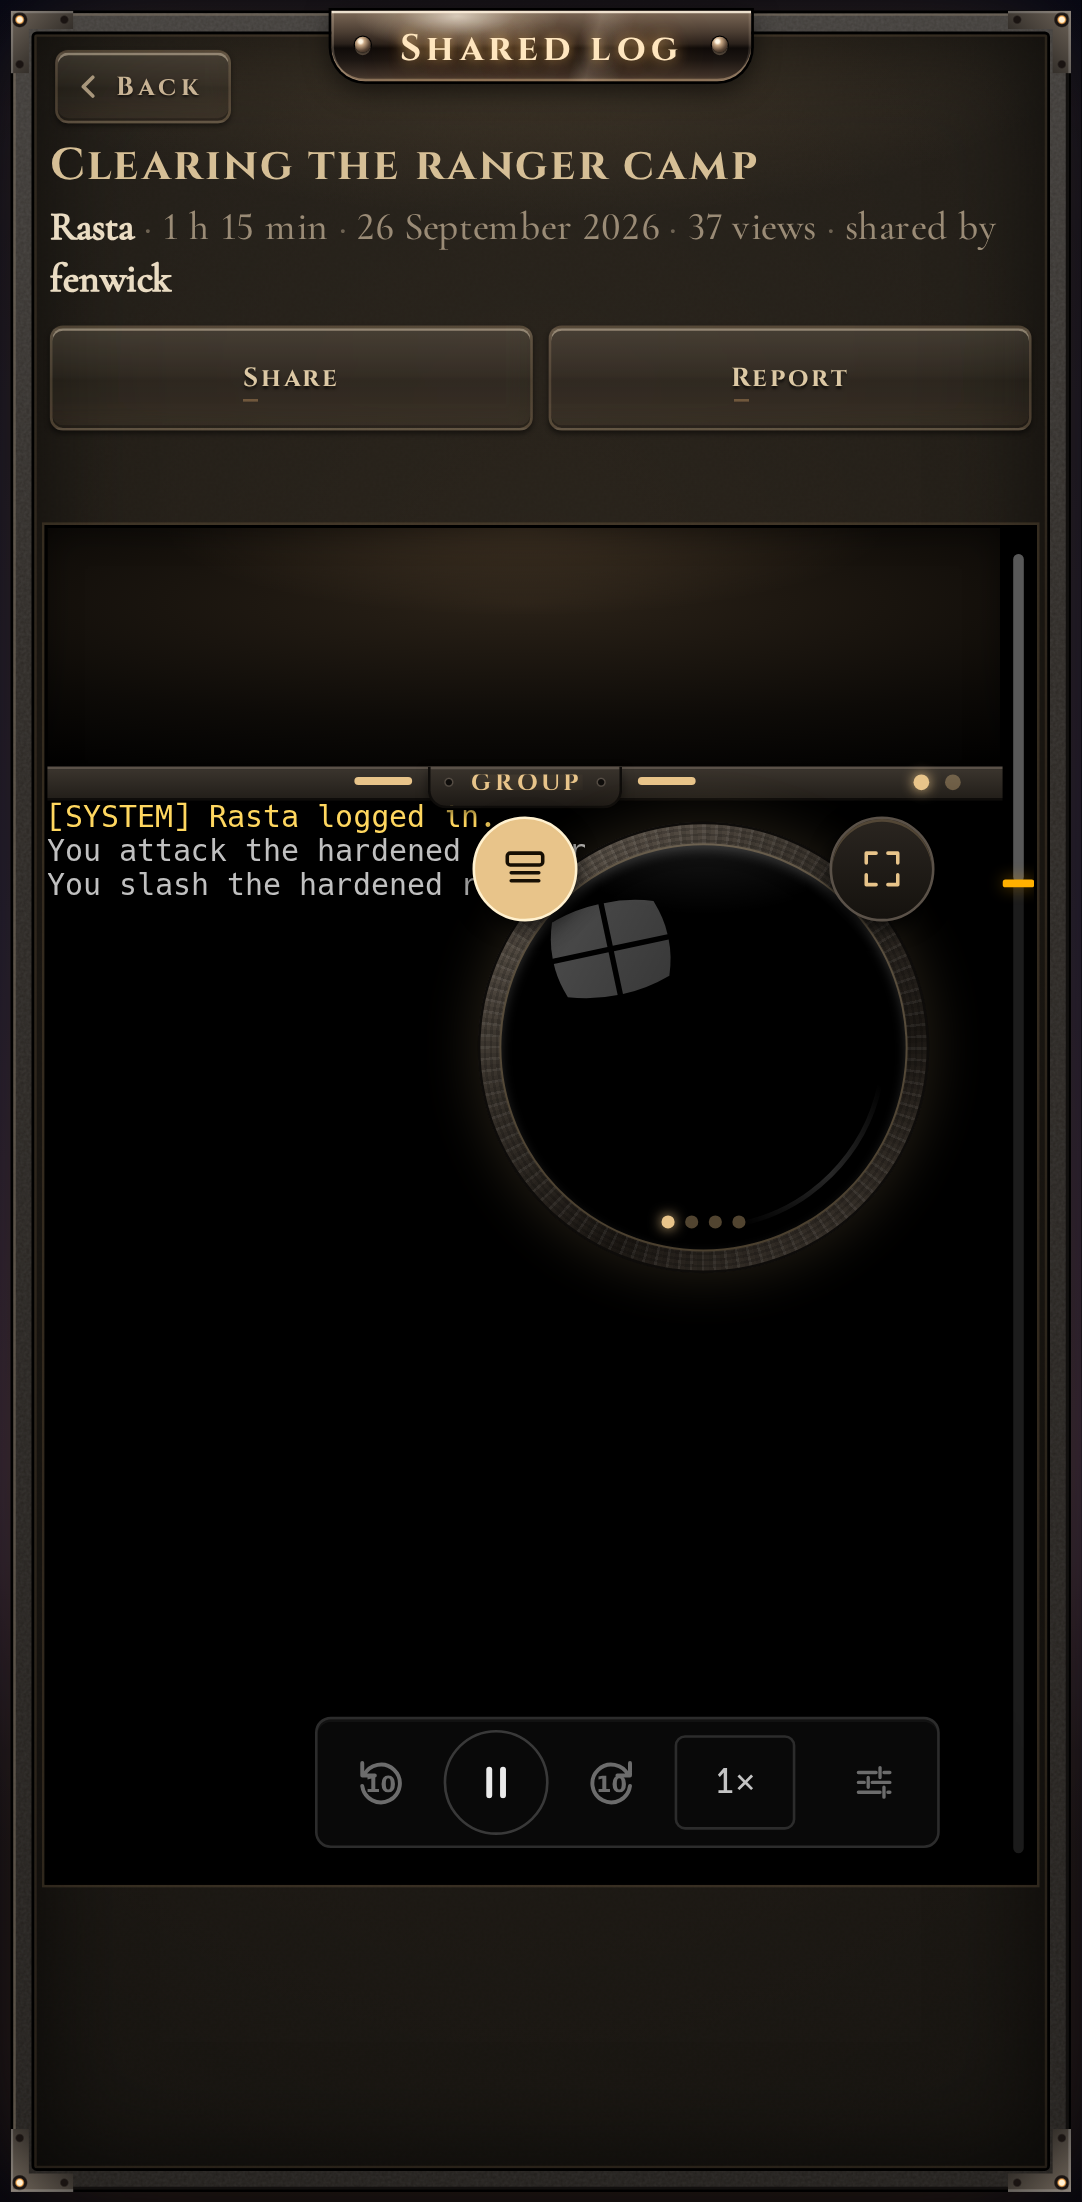 Shared log
Back
Clearing the ranger camp
Rasta · 1 h 15 min · 26 September 2026 · 37 views · shared by
fenwick
Share
Report
GROUP
[SYSTEM] Rasta logged in.
You attack the hardened
You slash the hardened
10
10
1×